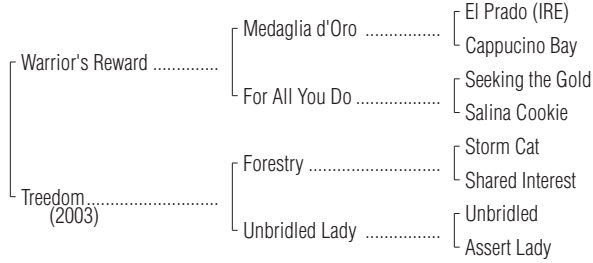 El Prado (IRE)
Medaglia d'Oro ..................
Cappucino Bay
Warrior's Reward ..............
Seeking the Gold
For All You Do ....................
Salina Cookie
Storm Cat
Forestry ...............................
Shared Interest
Treedom............................
(2003)
Unbridled
Unbridled Lady ..................
Assert Lady